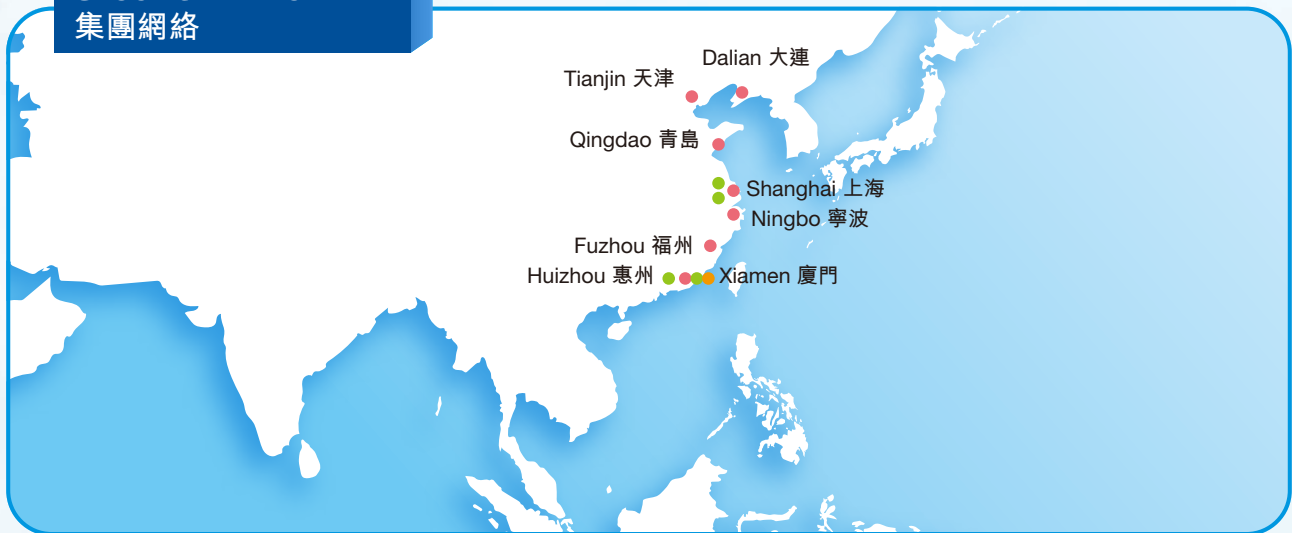 集團網絡
Dalian 大連
Tianjin 天津
Qingdao 青島
Shanghai 上海
Ningbo 寧波
Fuzhou 福州
Huizhou 惠州
Xiamen 廈門